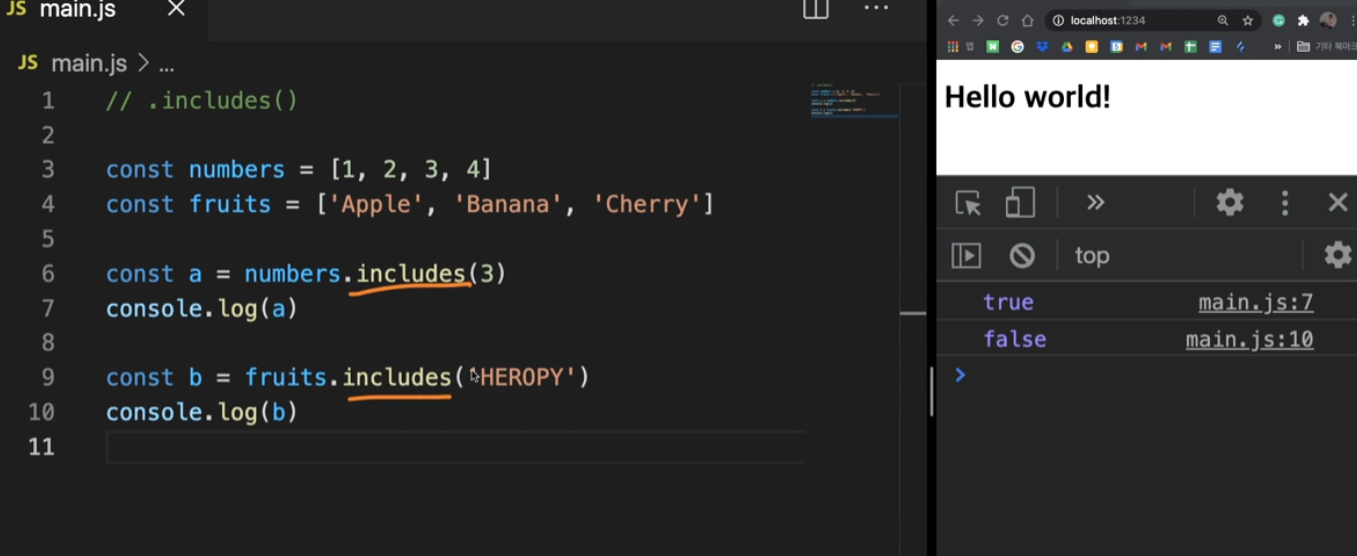 JS main.js
JS main.js > ...
1 // .includes()
2
3 const numbers = [1, 2, 3, 4]
4 const fruits = ['Apple', 'Banana', 'Cherry']
5
6 const a = numbers.includes(3)
7 console.log(a)
8
9 const b = fruits.includes('HEROPY')
10 console.log(b)
11
localhost:1234
기타 북마크
Hello world!
top
true main.js:7
false main.js:10